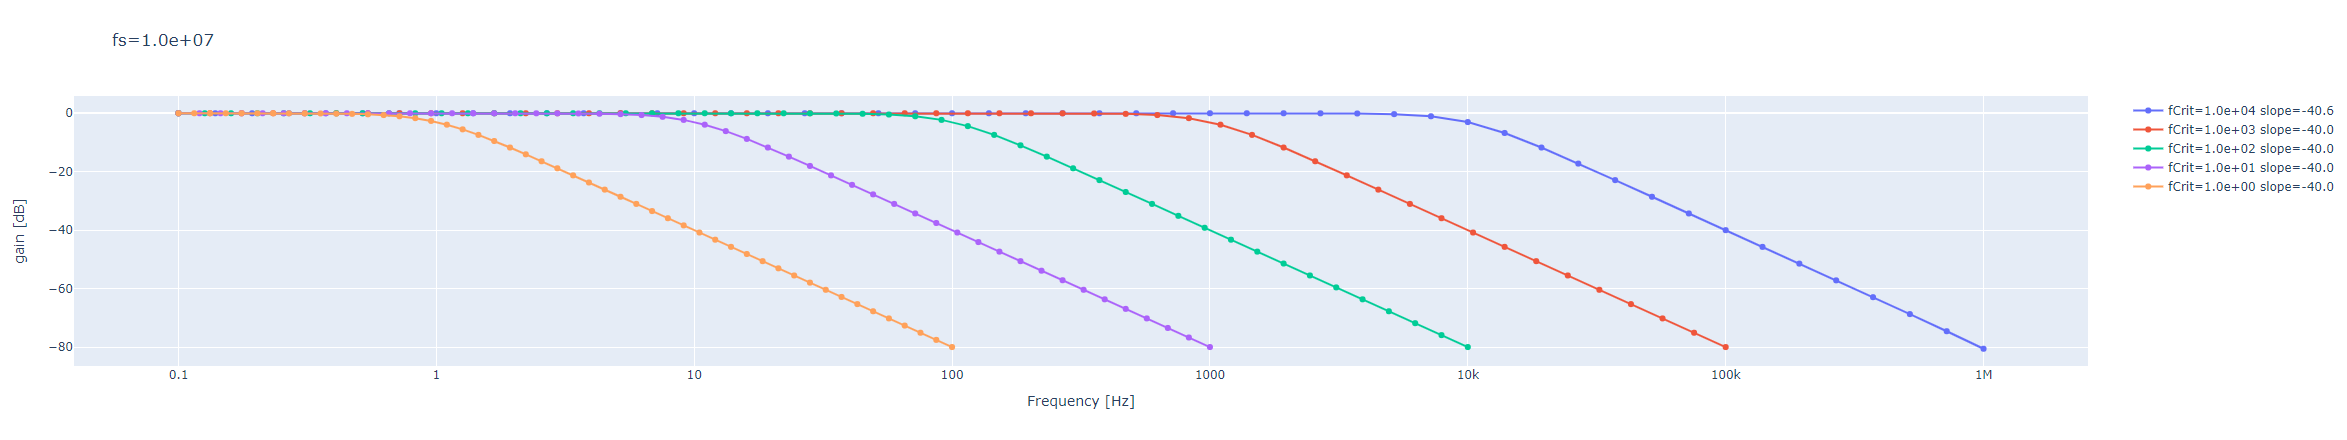 fs=1.0e+07
gain [dB]
0
−20
−40
−60
−80
0.1 1 10 100 1000 10k 100k 1M
Frequency [Hz]
fCrit=1.0e+04 slope=-40.6
fCrit=1.0e+03 slope=-40.0
fCrit=1.0e+02 slope=-40.0
fCrit=1.0e+01 slope=-40.0
fCrit=1.0e+00 slope=-40.0